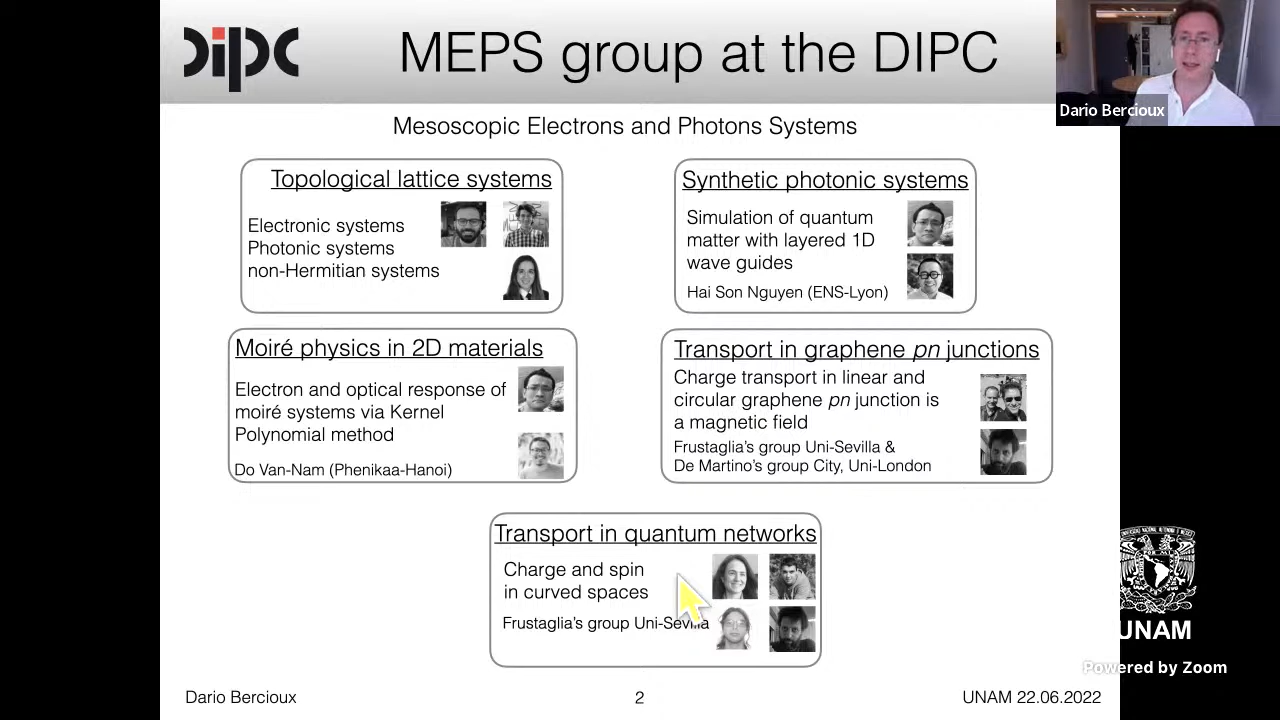 DIPC
MEPS group at the DIPC
Dario Bercioux
Mesoscopic Electrons and Photons Systems
Topological lattice systems
Electronic systems
Photonic systems
non-Hermitian systems
Synthetic photonic systems
Simulation of quantum
matter with layered 1D
wave guides
Hai Son Nguyen (ENS-Lyon)
Moiré physics in 2D materials
Electron and optical response of
moiré systems via Kernel
Polynomial method
Do Van-Nam (Phenikaa-Hanoi)
Transport in graphene pn junctions
Charge transport in linear and
circular graphene pn junction is
a magnetic field
Frustaglia's group Uni-Sevilla &
De Martino's group City, Uni-London
Transport in quantum networks
Charge and spin
in curved spaces
Frustaglia's group Uni-Sevilla
UNAM
Powered by Zoom
Dario Bercioux
2
UNAM 22.06.2022